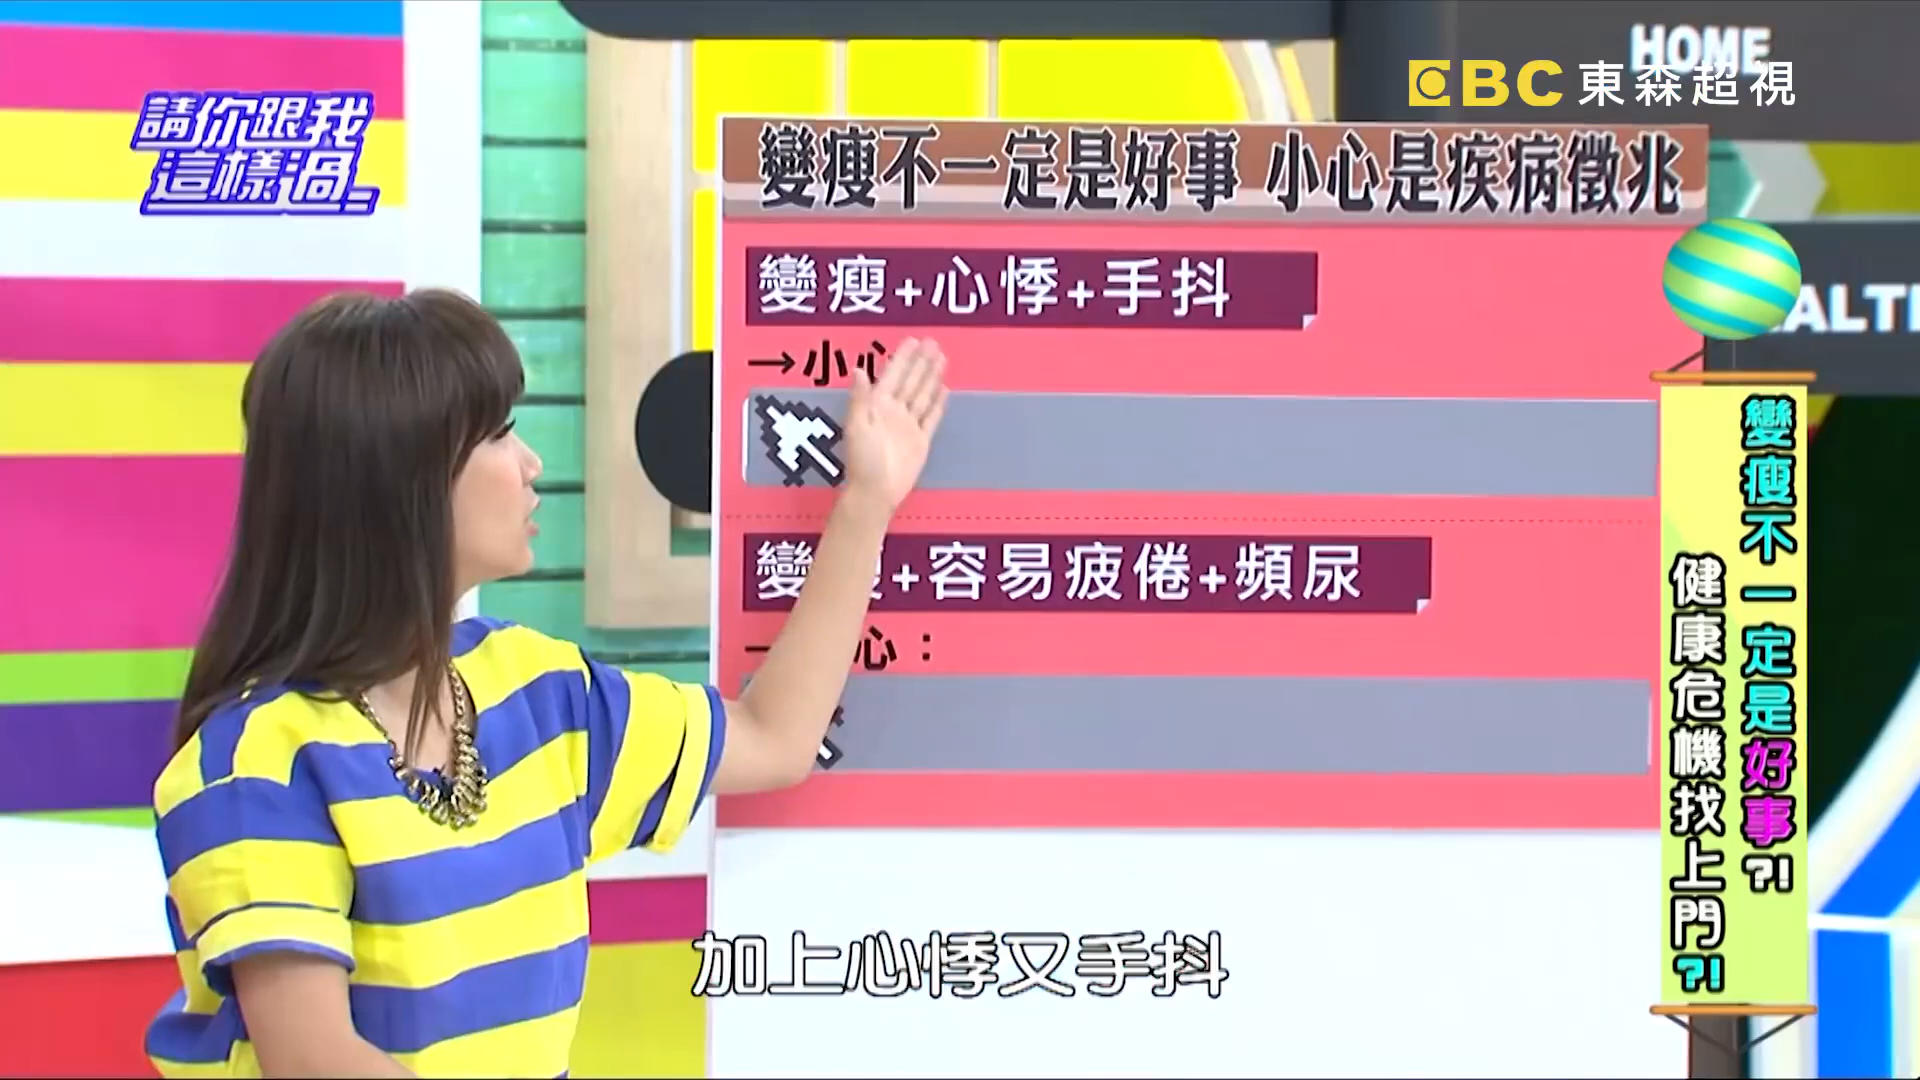 HOME
EBC 東森超視
請你跟我
這樣過
變瘦不一定是好事 小心是疾病徵兆
變瘦+心悸+手抖
→小心
變瘦+容易疲倦+頻尿
心：
變瘦不一定是好事?!
健康危機找上門?!
加上心悸又手抖